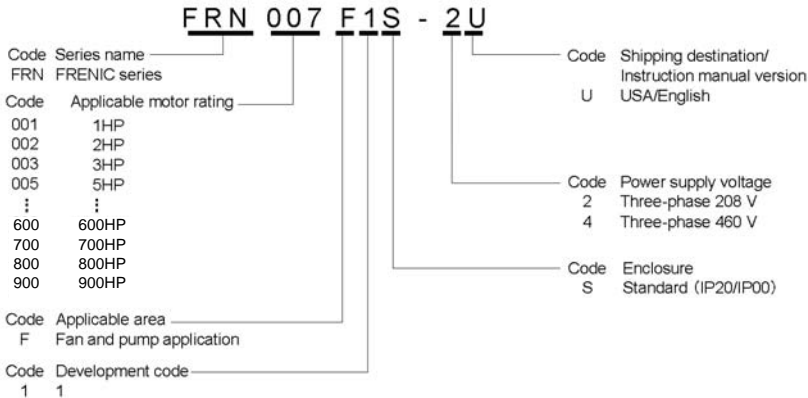 FRN 007 F1S - 2U
Code Series name
FRN FRENIC series
Code Applicable motor rating
001 1HP
002 2HP
003 3HP
005 5HP
⋮ ⋮
600 600HP
700 700HP
800 800HP
900 900HP
Code Applicable area
F Fan and pump application
Code Development code
1 1
Code Shipping destination/
Instruction manual version
U USA/English
Code Power supply voltage
2 Three-phase 208 V
4 Three-phase 460 V
Code Enclosure
S Standard (IP20/IP00)